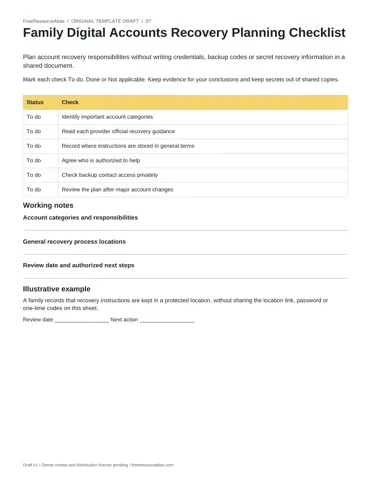 FreeResourceAtlas / ORIGINAL TEMPLATE DRAFT / 97
Family Digital Accounts Recovery Planning Checklist
Plan account recovery responsibilities without writing credentials, backup codes or secret recovery information in a
shared document.
Mark each check To do, Done or Not applicable. Keep evidence for your conclusions and keep secrets out of shared copies.
Status Check
To do Identify important account categories
To do Read each provider official recovery guidance
To do Record where instructions are stored in general terms
To do Agree who is authorized to help
To do Check backup contact access privately
To do Review the plan after major account changes
Working notes
Account categories and responsibilities
General recovery process locations
Review date and authorized next steps
Illustrative example
A family records that recovery instructions are kept in a protected location, without sharing the location link, password or
one-time codes on this sheet.
Review date __________________ Next action __________________
Draft v1 / Owner review and distribution license pending / freeresourceatlas.com